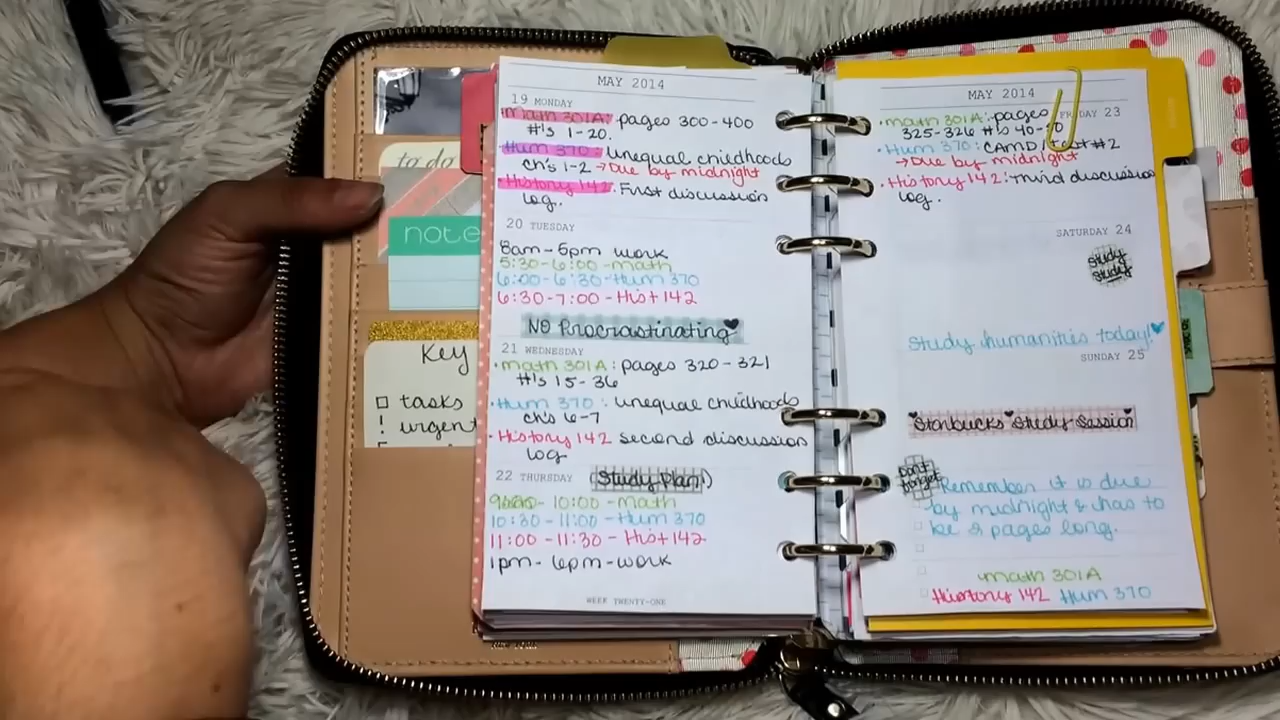 to do
note
Key
□ tasks
! urgent
MAY 2014
19 MONDAY
Math 301A: pages 300-400
#'s 1-20.
Hum 370: Unequal Childhoods
ch's 1-2 → Due by midnight
History 142: First discussion
log.
20 TUESDAY
8am-5pm work
5:30-6:00-Math
6:00-6:30-Hum 370
6:30-7:00-Hist 142
NO Procrastinating
21 WEDNESDAY
• Math 301A: pages 320-321
#'s 15-36
• Hum 370: unequal childhoods
ch's 6-7
• History 142 second discussion
log
22 THURSDAY (Study Plan!)
10:00-Math
10:30-11:00-Hum 370
11:00-11:30-Hist 142
1pm-6pm-work
WEEK TWENTY-ONE
MAY 2014
FRIDAY 23
• Math 301A: pages
325-326 #'s 40-50
• Hum 370: CAMD test #2
→ Due by midnight
• History 142: Third discussion
log.
SATURDAY 24
Study
Study
Study humanities today!
SUNDAY 25
Starbucks Study Session
Don't
forget
Remember it is due
by midnight & has to
be 2 pages long.
Math 301A
History 142 Hum 370